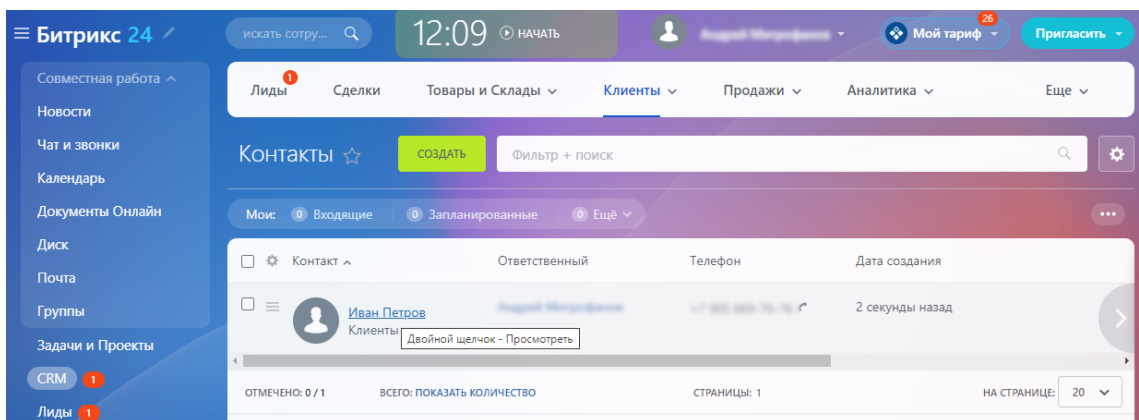 Битрикс 24
искать сотру...
12:09 НАЧАТЬ
26
Мой тариф
Пригласить
Совместная работа
Новости
Чат и звонки
Календарь
Документы Онлайн
Диск
Почта
Группы
Задачи и Проекты
CRM 1
Лиды 1
Лиды 1
Сделки
Товары и Склады
Клиенты
Продажи
Аналитика
Еще
Контакты
СОЗДАТЬ
Фильтр + поиск
Мои: 0 Входящие 0 Запланированные 0 Ещё
Контакт Ответственный Телефон Дата создания
Иван Петров
2 секунды назад
Клиенты
Двойной щелчок - Просмотреть
ОТМЕЧЕНО: 0 / 1 ВСЕГО: ПОКАЗАТЬ КОЛИЧЕСТВО СТРАНИЦЫ: 1 НА СТРАНИЦЕ: 20